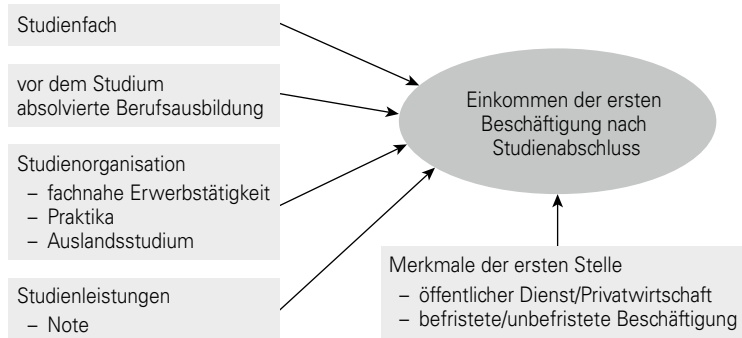 Studienfach
vor dem Studium
absolvierte Berufsausbildung
Studienorganisation
– fachnahe Erwerbstätigkeit
– Praktika
– Auslandsstudium
Studienleistungen
– Note
Einkommen der ersten
Beschäftigung nach
Studienabschluss
Merkmale der ersten Stelle
– öffentlicher Dienst/Privatwirtschaft
– befristete/unbefristete Beschäftigung